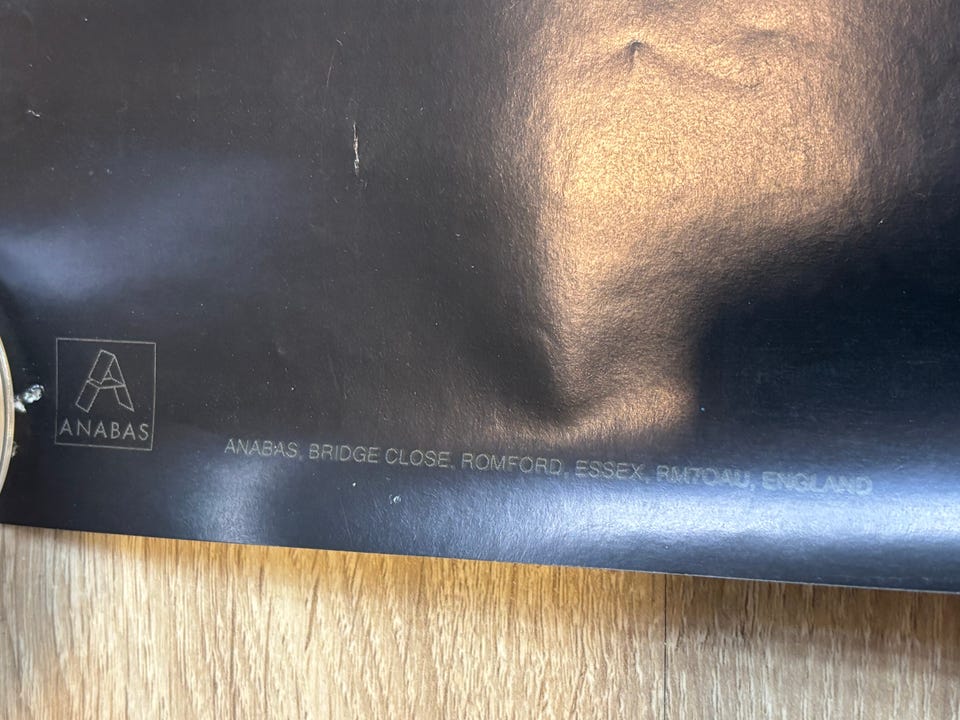 ANABAS
ANABAS, BRIDGE CLOSE, ROMFORD, ESSEX, RM7OAU, ENGLAND